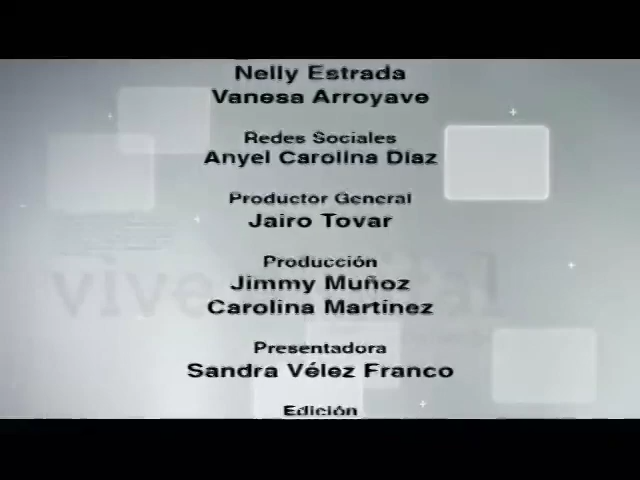 Nelly Estrada
Vanesa Arroyave
Redes Sociales
Anyel Carolina Díaz
Productor General
Jairo Tovar
Producción
Jimmy Muñoz
Carolina Martínez
Presentadora
Sandra Vélez Franco
Edición